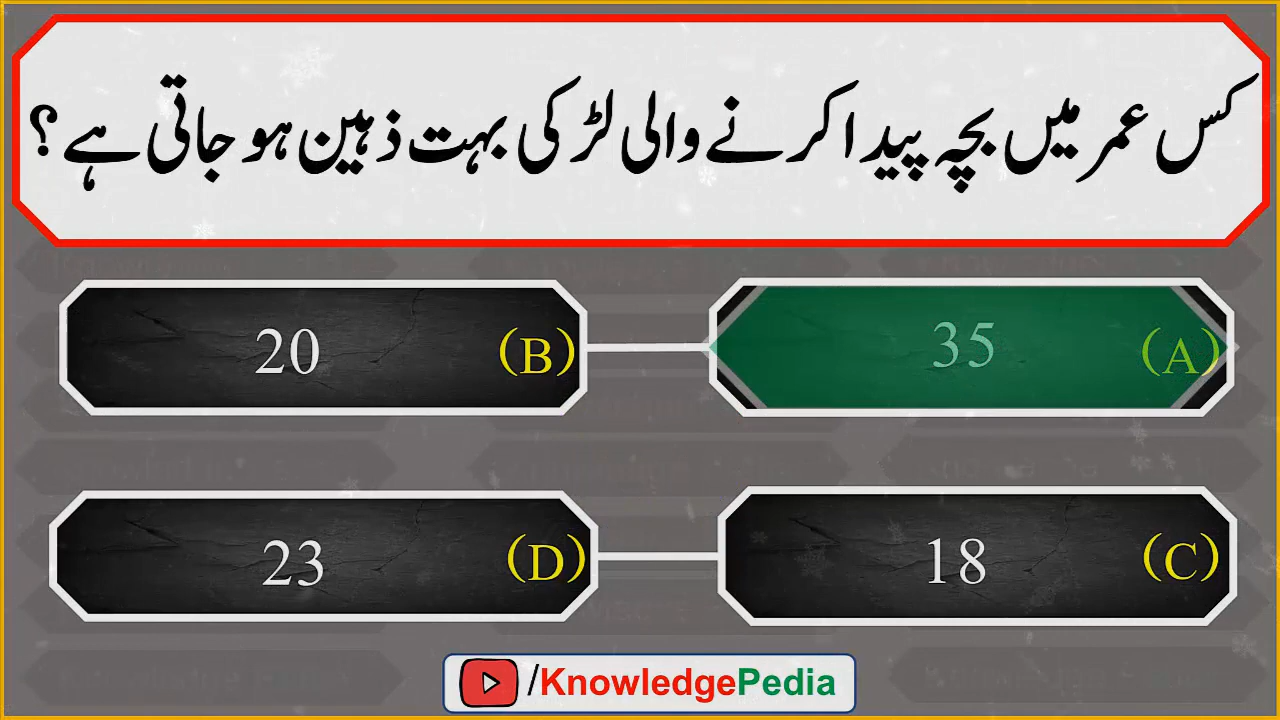 کس عمر میں بچہ پیدا کرنے والی لڑکی بہت ذہین ہو جاتی ہے؟
(A) 35
(B) 20
(C) 18
(D) 23
/KnowledgePedia